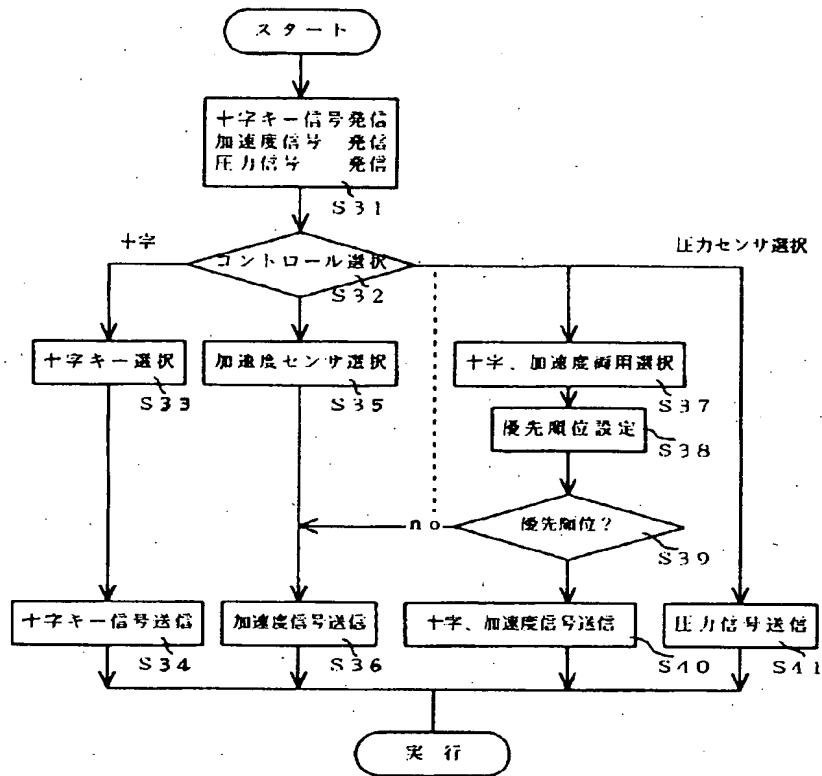 スタート
十字キー信号発信
加速度信号 発信
圧力信号 発信
S31
十字
圧力センサ選択
コントロール選択
S32
十字キー選択
S33
加速度センサ選択
S35
十字、加速度両用選択
S37
優先順位設定
S38
no
優先順位?
S39
十字キー信号送信
S34
加速度信号送信
S36
十字、加速度信号送信
S40
圧力信号送信
S41
実行